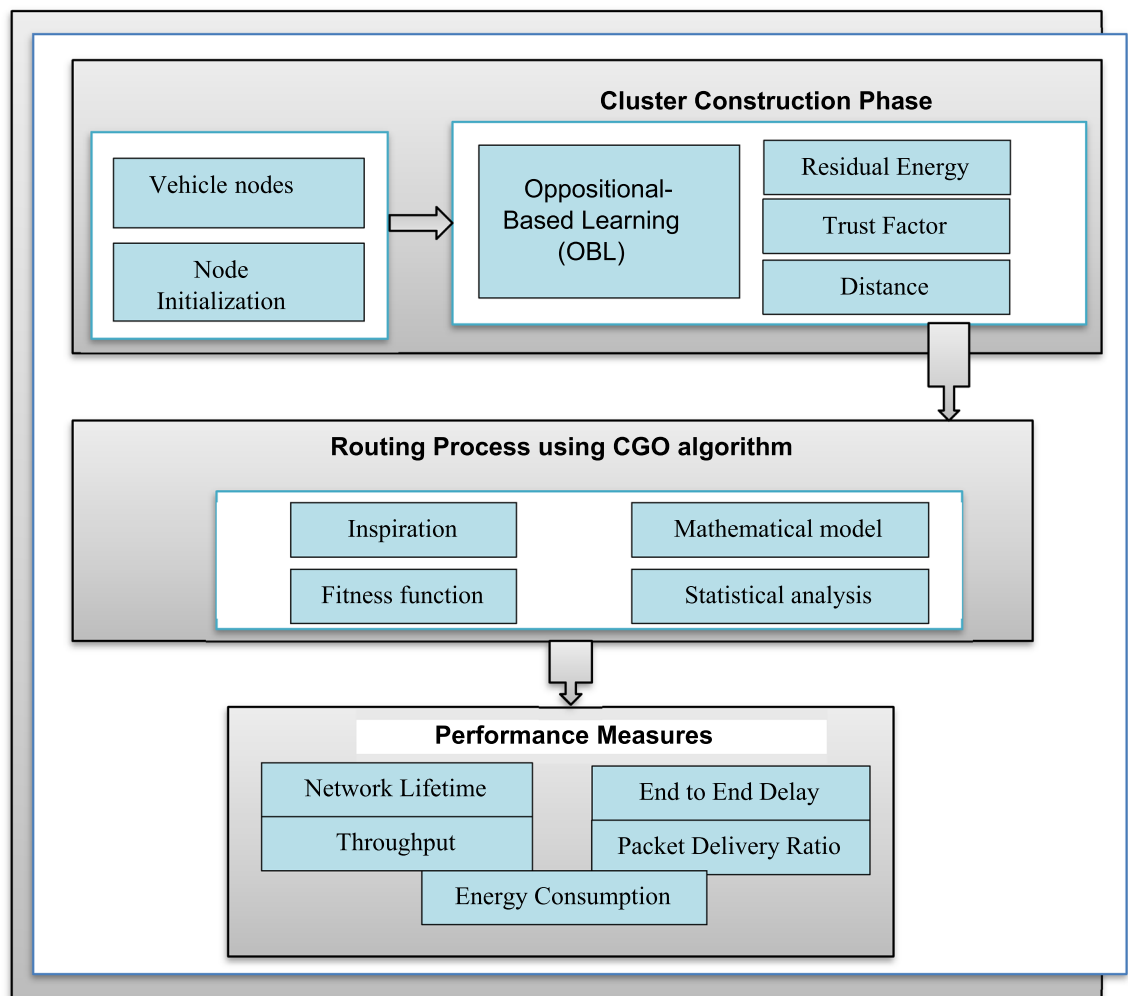 Cluster Construction Phase
Vehicle nodes
Node
Initialization
Oppositional-
Based Learning
(OBL)
Residual Energy
Trust Factor
Distance
Routing Process using CGO algorithm
Inspiration
Mathematical model
Fitness function
Statistical analysis
Performance Measures
Network Lifetime
End to End Delay
Throughput
Packet Delivery Ratio
Energy Consumption